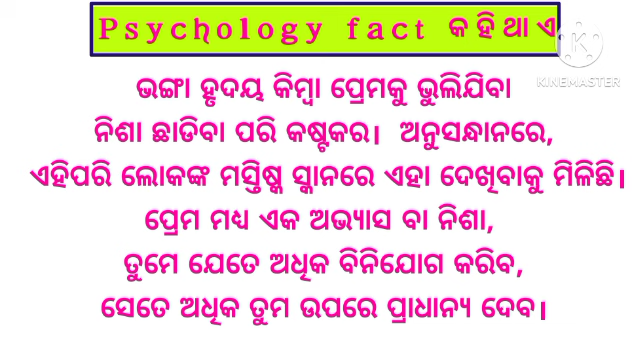 Psychology fact କହିଥାଏ
KINEMASTER
ଭଙ୍ଗା ହୃଦୟ କିମ୍ବା ପ୍ରେମକୁ ଭୁଲିଯିବା
ନିଶା ଛାଡିବା ପରି କଷ୍ଟକର। ଅନୁସନ୍ଧାନରେ,
ଏହିପରି ଲୋକଙ୍କ ମସ୍ତିଷ୍କ ସ୍କାନରେ ଏହା ଦେଖିବାକୁ ମିଳିଛି।
ପ୍ରେମ ମଧ୍ୟ ଏକ ଅଭ୍ୟାସ ବା ନିଶା,
ତୁମେ ଯେତେ ଅଧିକ ବିନିଯୋଗ କରିବ,
ସେତେ ଅଧିକ ତୁମ ଉପରେ ପ୍ରାଧାନ୍ୟ ଦେବ।